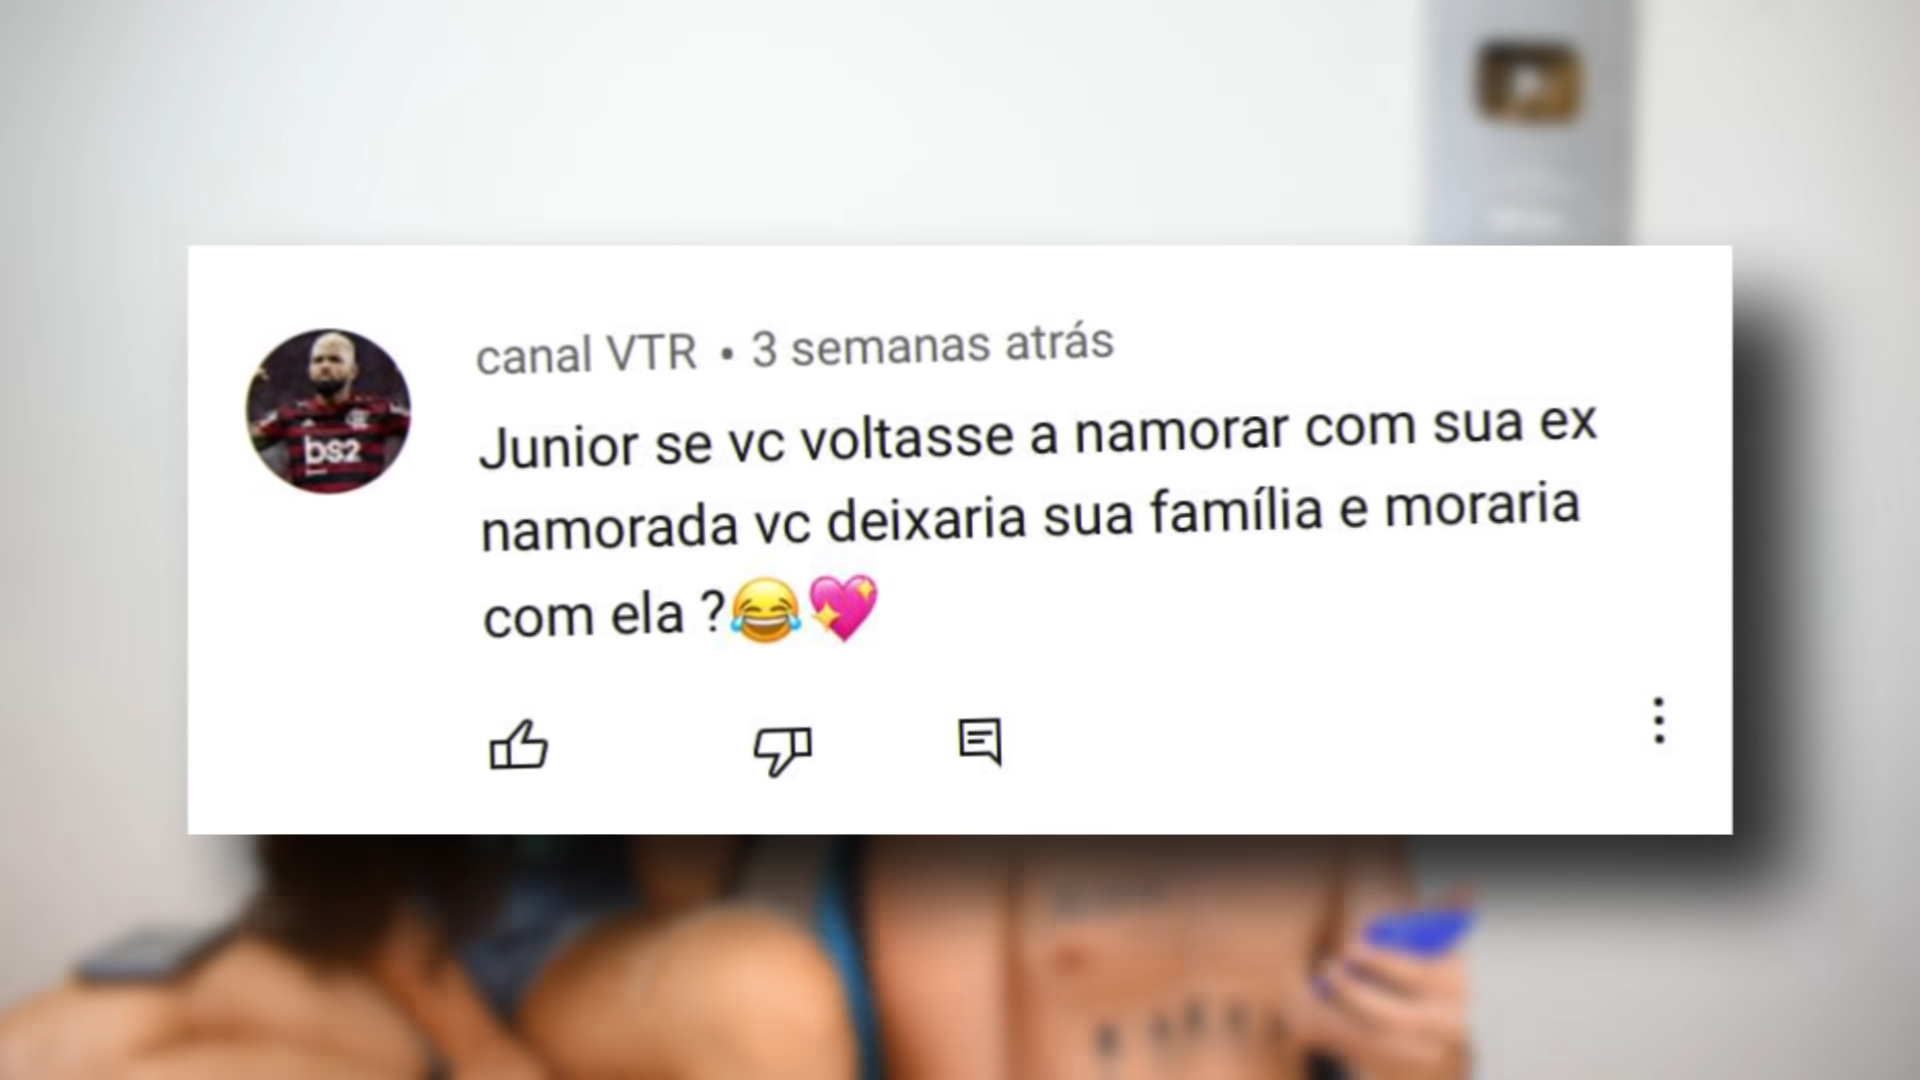 canal VTR • 3 semanas atrás
Junior se vc voltasse a namorar com sua ex
namorada vc deixaria sua família e moraria
com ela ?😂💖
bs2